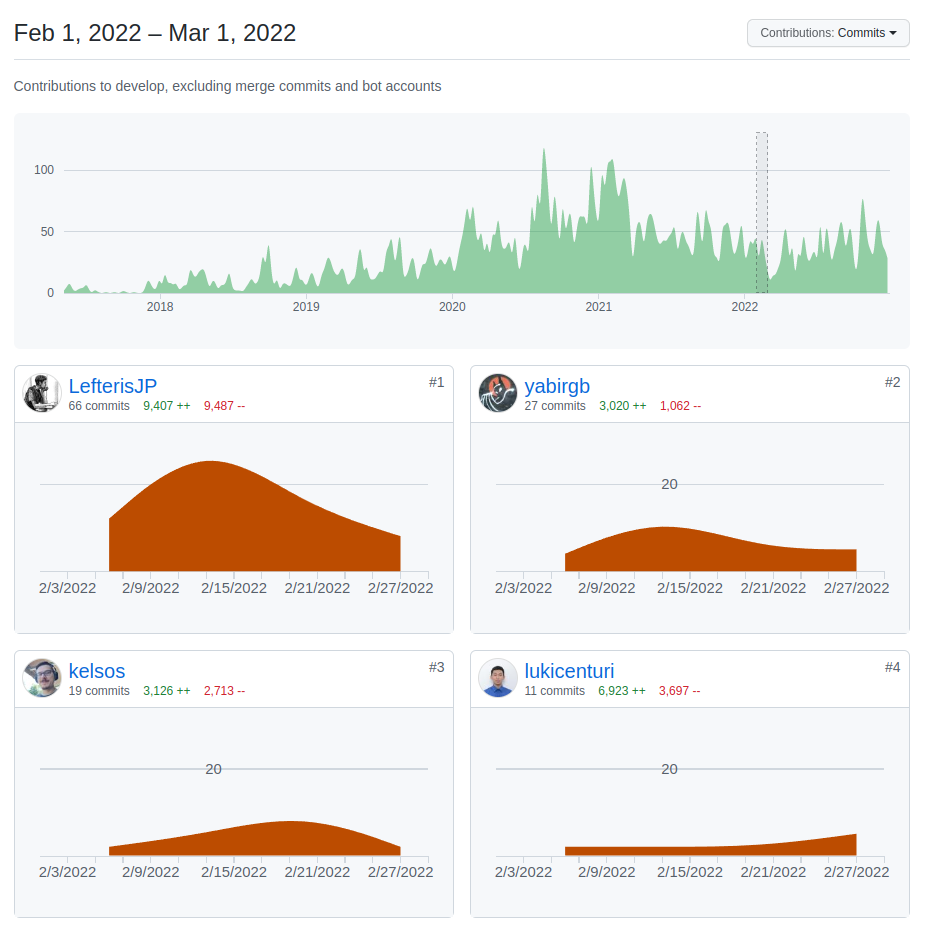 Feb 1, 2022 – Mar 1, 2022
Contributions: Commits
Contributions to develop, excluding merge commits and bot accounts
100
50
0
2018 2019 2020 2021 2022
LefterisJP #1
66 commits 9,407 ++ 9,487 --
2/3/2022 2/9/2022 2/15/2022 2/21/2022 2/27/2022
yabirgb #2
27 commits 3,020 ++ 1,062 --
20
2/3/2022 2/9/2022 2/15/2022 2/21/2022 2/27/2022
kelsos #3
19 commits 3,126 ++ 2,713 --
20
2/3/2022 2/9/2022 2/15/2022 2/21/2022 2/27/2022
lukicenturi #4
11 commits 6,923 ++ 3,697 --
20
2/3/2022 2/9/2022 2/15/2022 2/21/2022 2/27/2022